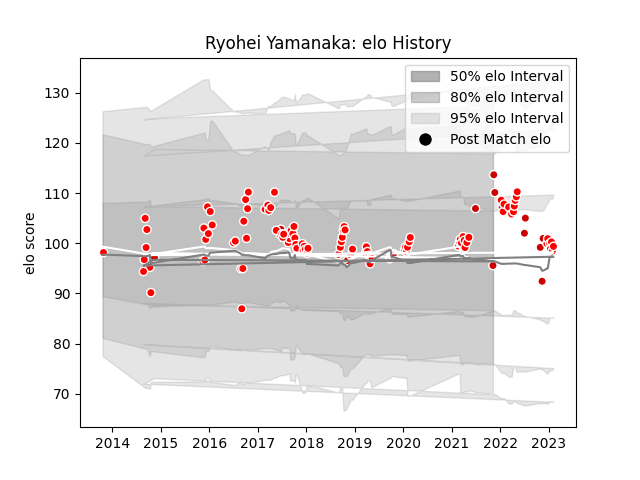 Ryohei Yamanaka: elo History
50% elo Interval
80% elo Interval
95% elo Interval
Post Match elo
elo score
130
120
110
100
90
80
70
2014 2015 2016 2017 2018 2019 2020 2021 2022 2023